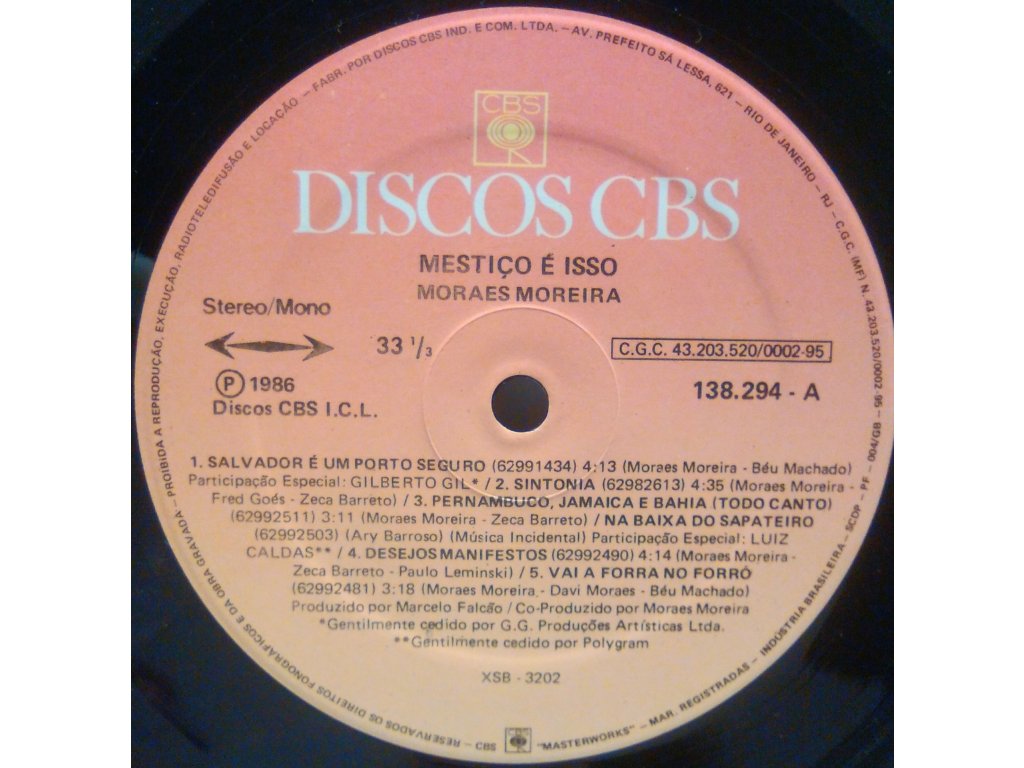 CBS
DISCOS CBS
MESTIÇO É ISSO
MORAES MOREIRA
Stereo/Mono
33 1/3
C.G.C. 43.203.520/0002-95
Ⓟ 1986
Discos CBS I.C.L.
138.294 - A
1. SALVADOR É UM PORTO SEGURO (62991434) 4:13 (Moraes Moreira - Béu Machado)
Participação Especial: GILBERTO GIL* / 2. SINTONIA (62982613) 4:35 (Moraes Moreira -
Fred Goés - Zeca Barreto) / 3. PERNAMBUCO, JAMAICA E BAHIA (TODO CANTO)
(62992511) 3:11 (Moraes Moreira - Zeca Barreto) / NA BAIXA DO SAPATEIRO
(62992503) (Ary Barroso) (Música Incidental) Participação Especial: LUIZ
CALDAS** / 4. DESEJOS MANIFESTOS (62992490) 4:14 (Moraes Moreira -
Zeca Barreto - Paulo Leminski) / 5. VAI A FORRA NO FORRÓ
(62992481) 3:18 (Moraes Moreira - Davi Moraes - Béu Machado)
Produzido por Marcelo Falcão / Co-Produzido por Moraes Moreira
*Gentilmente cedido por G.G. Produções Artísticas Ltda.
**Gentilmente cedido por Polygram
XSB - 3202
RESERVADOS OS DIREITOS FONOGRÁFICOS E DA OBRA GRAVADA - PROIBIDA A REPRODUÇÃO, EXECUÇÃO, RADIOTELEDIFUSÃO E LOCAÇÃO - FABR. POR DISCOS CBS IND. E COM. LTDA. - AV. PREFEITO SÁ LESSA, 621 - RIO DE JANEIRO - RJ - C.G.C. (MF) N. 43.203.520/0002-95 - 004/GB - SCDP - PF - INDÚSTRIA BRASILEIRA - MAR. REGISTRADAS - "MASTERWORKS" CBS - CBS